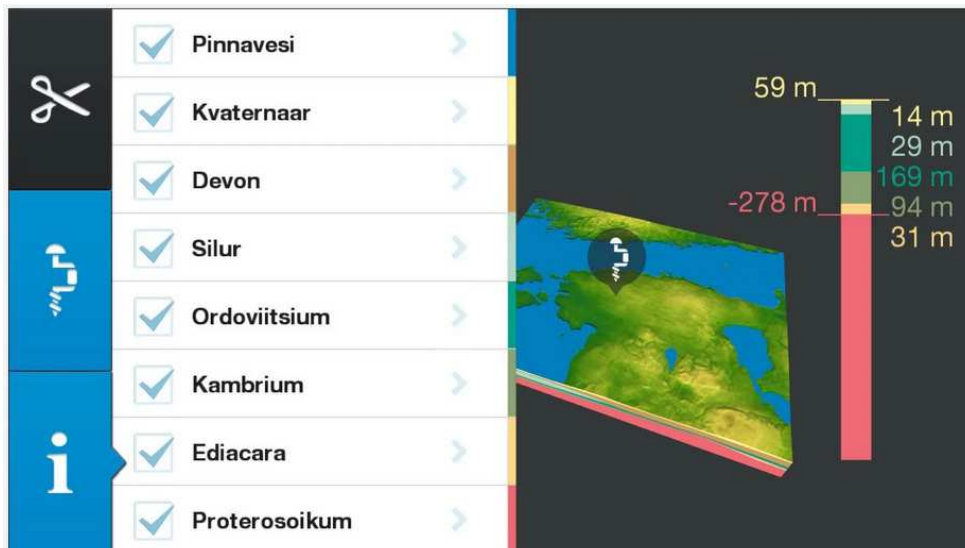 Pinnavesi
Kvaternaar
Devon
Silur
Ordoviitsium
Kambrium
Ediacara
Proterosoikum
59 m
14 m
29 m
169 m
-278 m
94 m
31 m